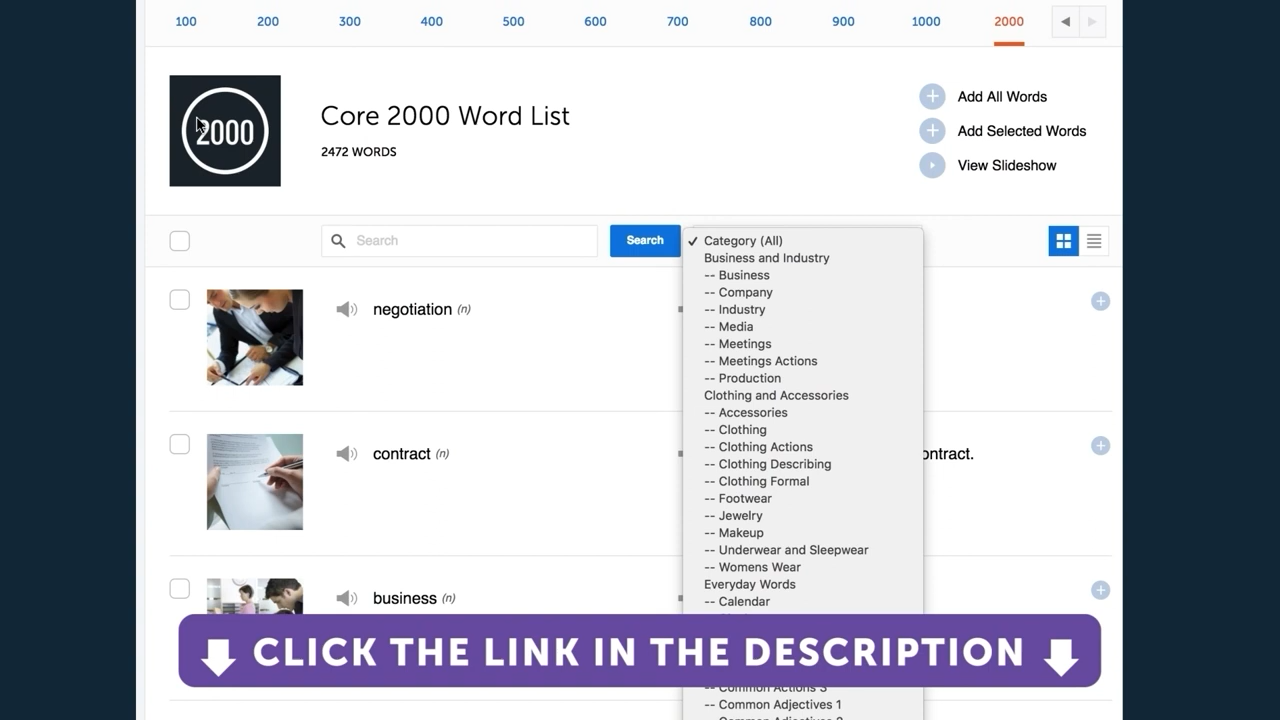 100 200 300 400 500 600 700 800 900 1000 2000
2000
Core 2000 Word List
2472 WORDS
Add All Words
Add Selected Words
View Slideshow
Search
Search
negotiation (n)
contract (n)
ontract.
business (n)
✓ Category (All)
Business and Industry
-- Business
-- Company
-- Industry
-- Media
-- Meetings
-- Meetings Actions
-- Production
Clothing and Accessories
-- Accessories
-- Clothing
-- Clothing Actions
-- Clothing Describing
-- Clothing Formal
-- Footwear
-- Jewelry
-- Makeup
-- Underwear and Sleepwear
-- Womens Wear
Everyday Words
-- Calendar
CLICK THE LINK IN THE DESCRIPTION
-- Common Actions 3
-- Common Adjectives 1
-- Common Adjectives 2